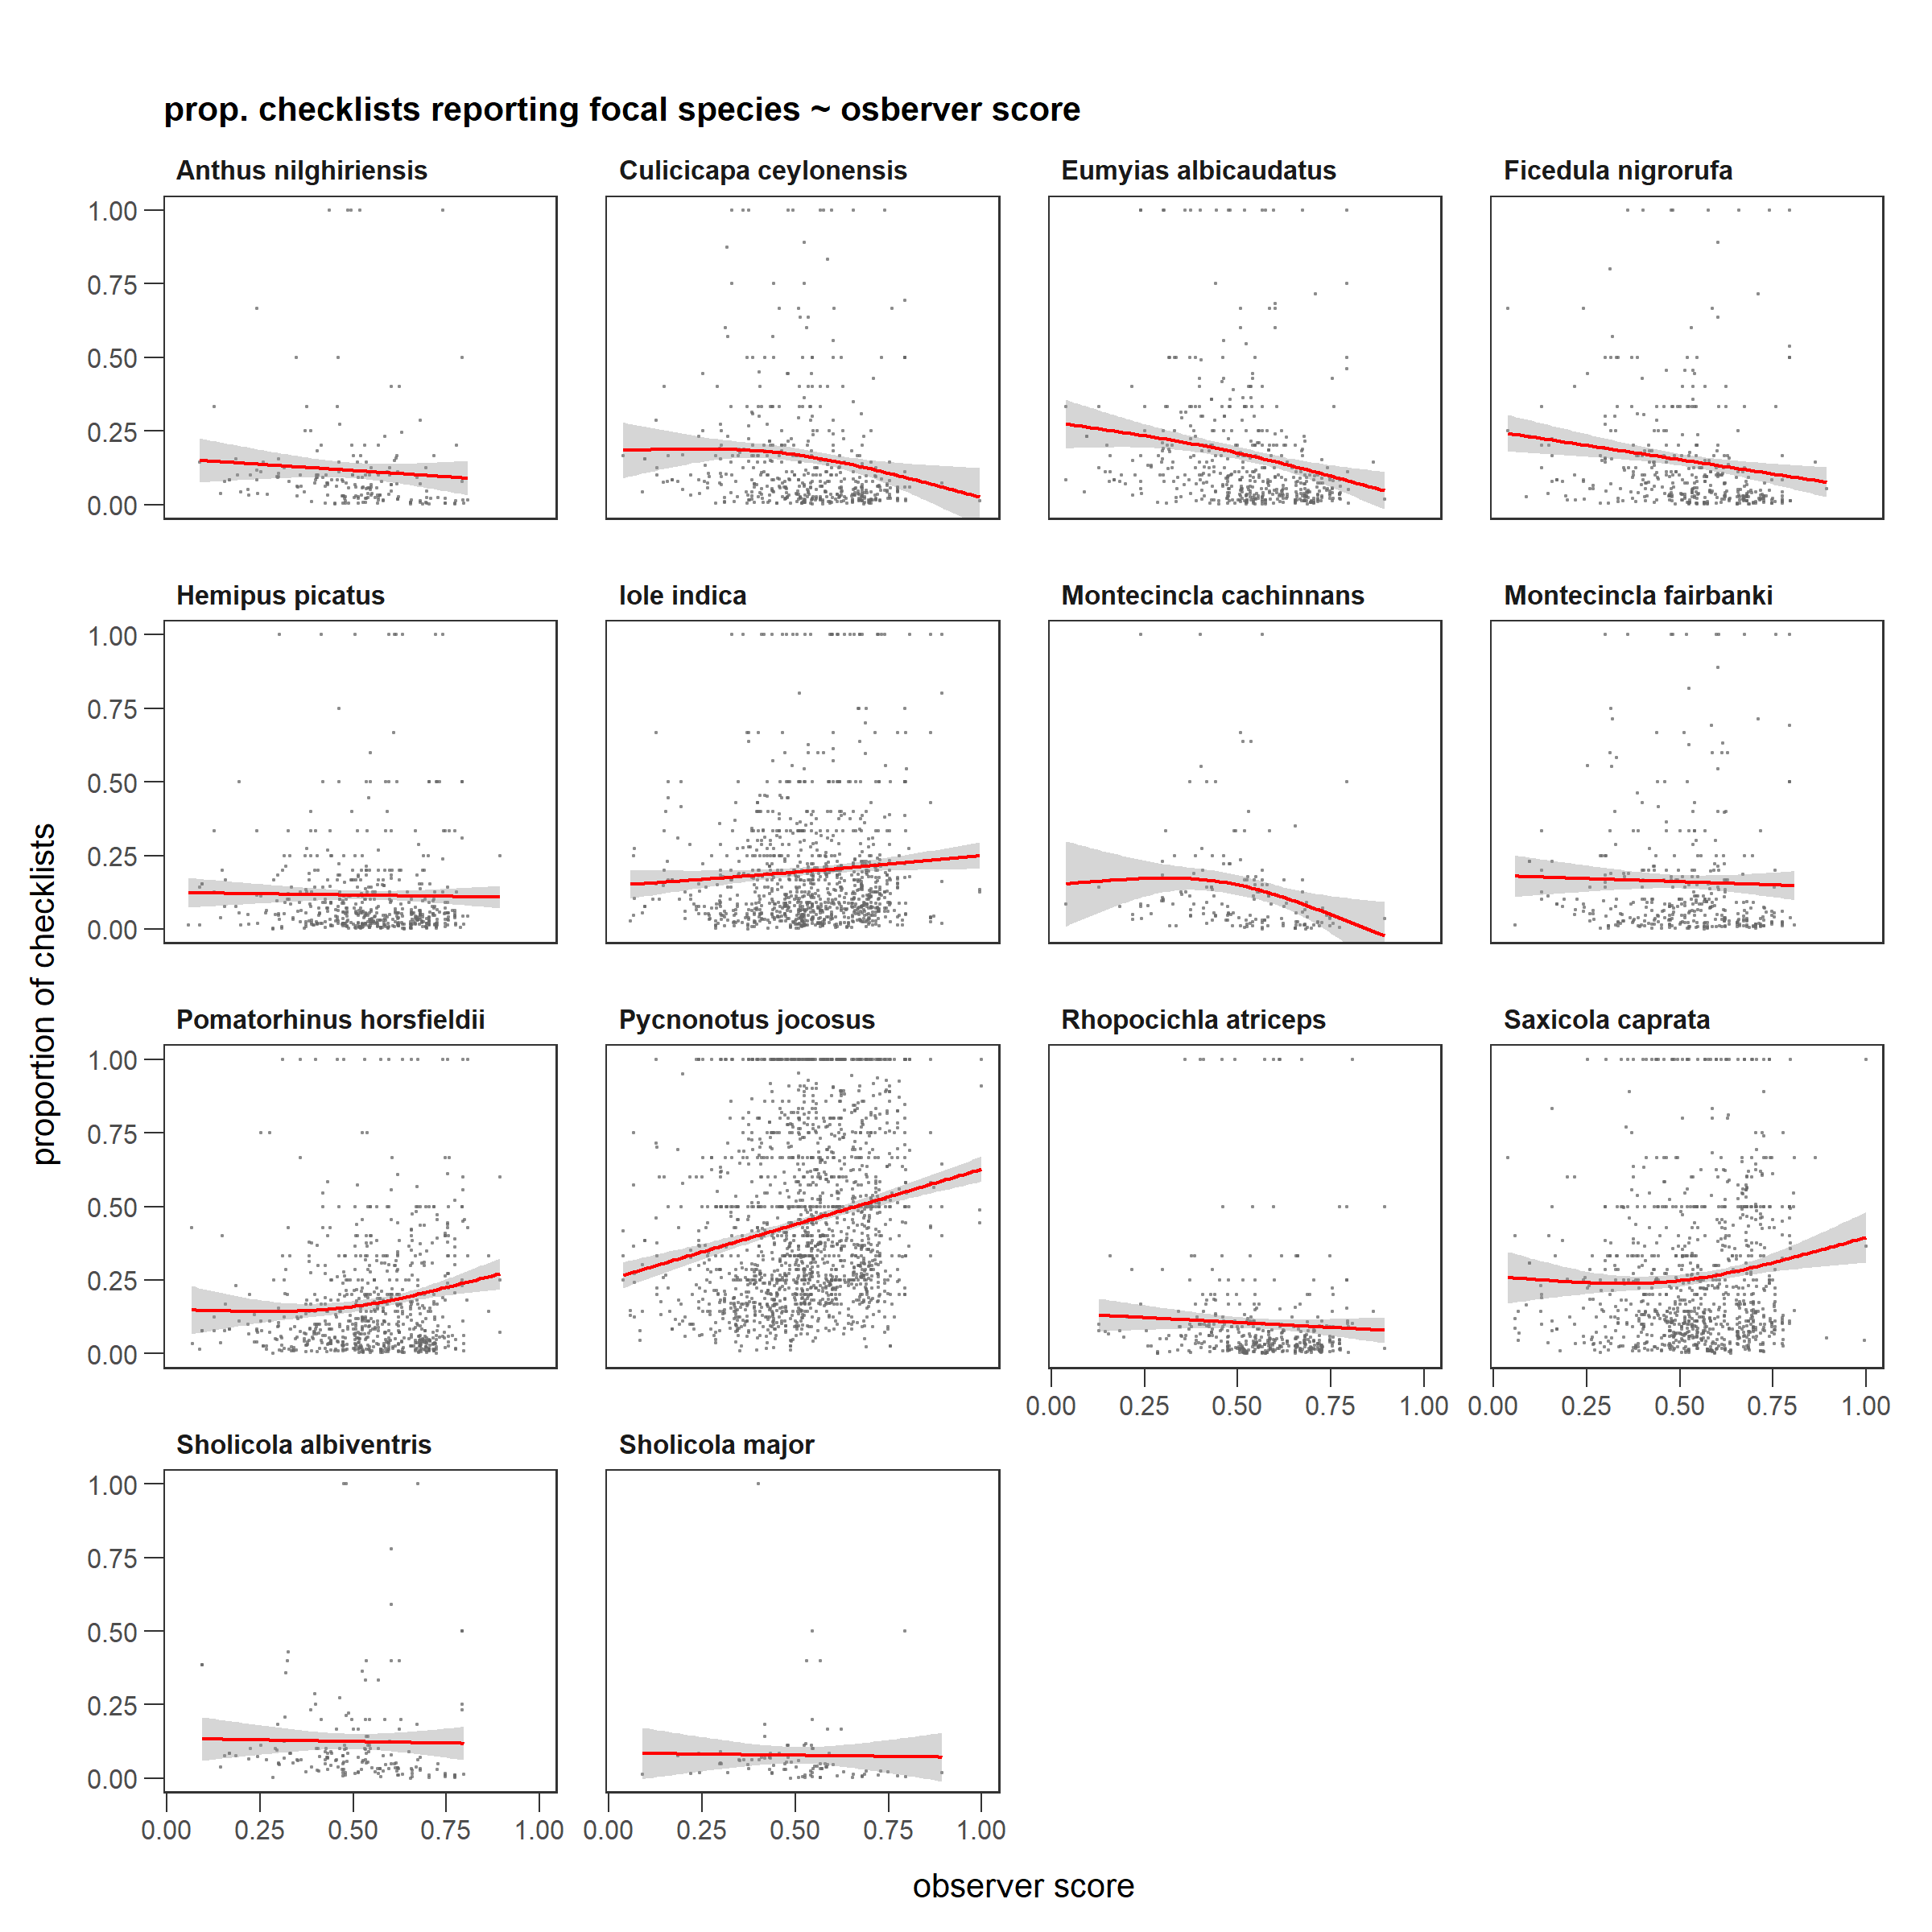 prop. checklists reporting focal species ~ osberver score
Anthus nilghiriensis Culicicapa ceylonensis Eumyias albicaudatus Ficedula nigrorufa
1.00
0.75
0.50
0.25
0.00
Hemipus picatus Iole indica Montecincla cachinnans Montecincla fairbanki
1.00
0.75
0.50
0.25
0.00
proportion of checklists
Pomatorhinus horsfieldii Pycnonotus jocosus Rhopocichla atriceps Saxicola caprata
1.00
0.75
0.50
0.25
0.00
0.00 0.25 0.50 0.75 1.00 0.00 0.25 0.50 0.75 1.00
Sholicola albiventris Sholicola major
1.00
0.75
0.50
0.25
0.00
0.00 0.25 0.50 0.75 1.00 0.00 0.25 0.50 0.75 1.00
observer score